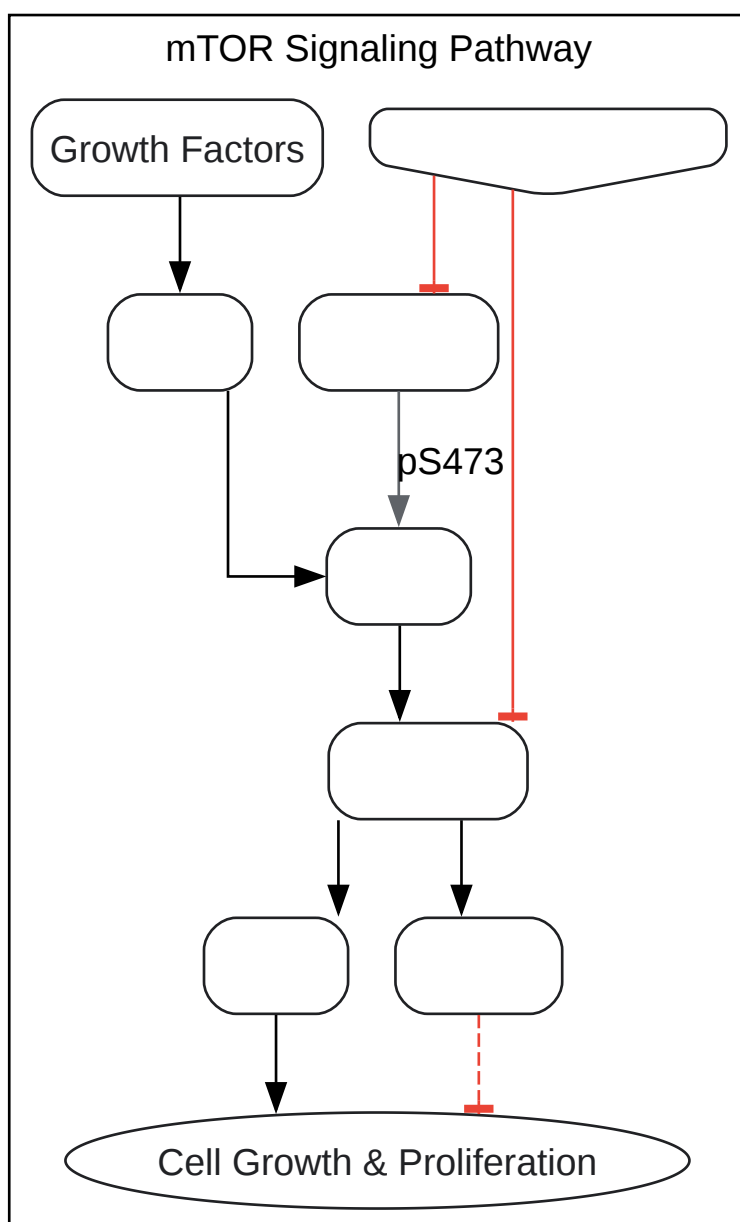 mTOR Signaling Pathway
Growth Factors
pS473
Cell Growth & Proliferation